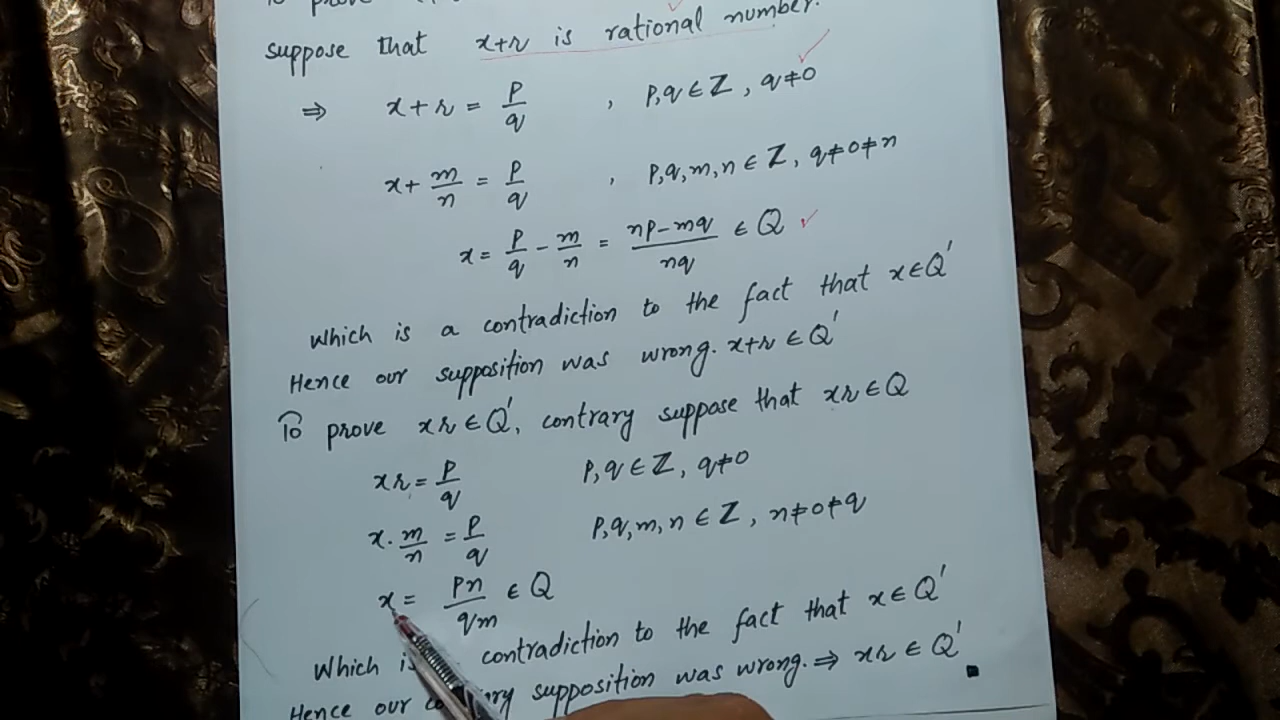 To prove
suppose that x+r is rational number.
⇒ x+r = p/q , p,q ∈ Z, q≠0
x+ m/n = p/q , p,q,m,n ∈ Z, q≠0≠n
x = p/q - m/n = np-mq/nq ∈ Q
Which is a contradiction to the fact that x∈Q'
Hence our supposition was wrong. x+r ∈Q'
To prove xr∈Q', contrary suppose that xr∈Q
xr = p/q p,q ∈ Z, q≠0
x. m/n = p/q p,q,m,n ∈ Z, n≠0≠q
x = pn/qm ∈ Q
Which contradiction to the fact that x∈Q'
Hence our supposition was wrong. ⇒ xr ∈ Q'